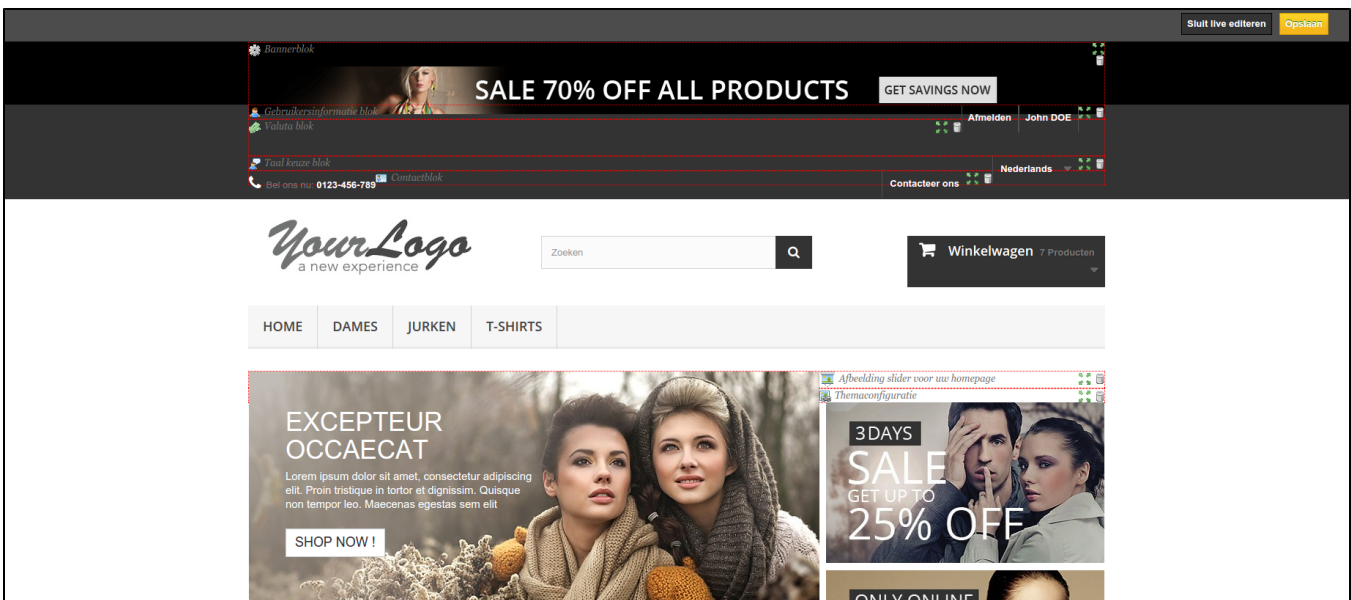 Sluit live editeren
Opslaan
Bannerblok
SALE 70% OFF ALL PRODUCTS
GET SAVINGS NOW
Gebruikersinformatie blok
Afmelden
John DOE
Valuta blok
Taal keuze blok
Nederlands
Bel ons nu: 0123-456-789
Contactblok
Contacteer ons
YourLogo
a new experience
Zoeken
Winkelwagen 7 Producten
HOME
DAMES
JURKEN
T-SHIRTS
Afbeelding slider voor uw homepage
Themaconfiguratie
EXCEPTEUR
OCCAECAT
Lorem ipsum dolor sit amet, consectetur adipiscing
elit. Proin tristique in tortor et dignissim. Quisque
non tempor leo. Maecenas egestas sem elit
SHOP NOW !
3 DAYS
SALE
GET UP TO
25% OFF
ONLY ONLINE